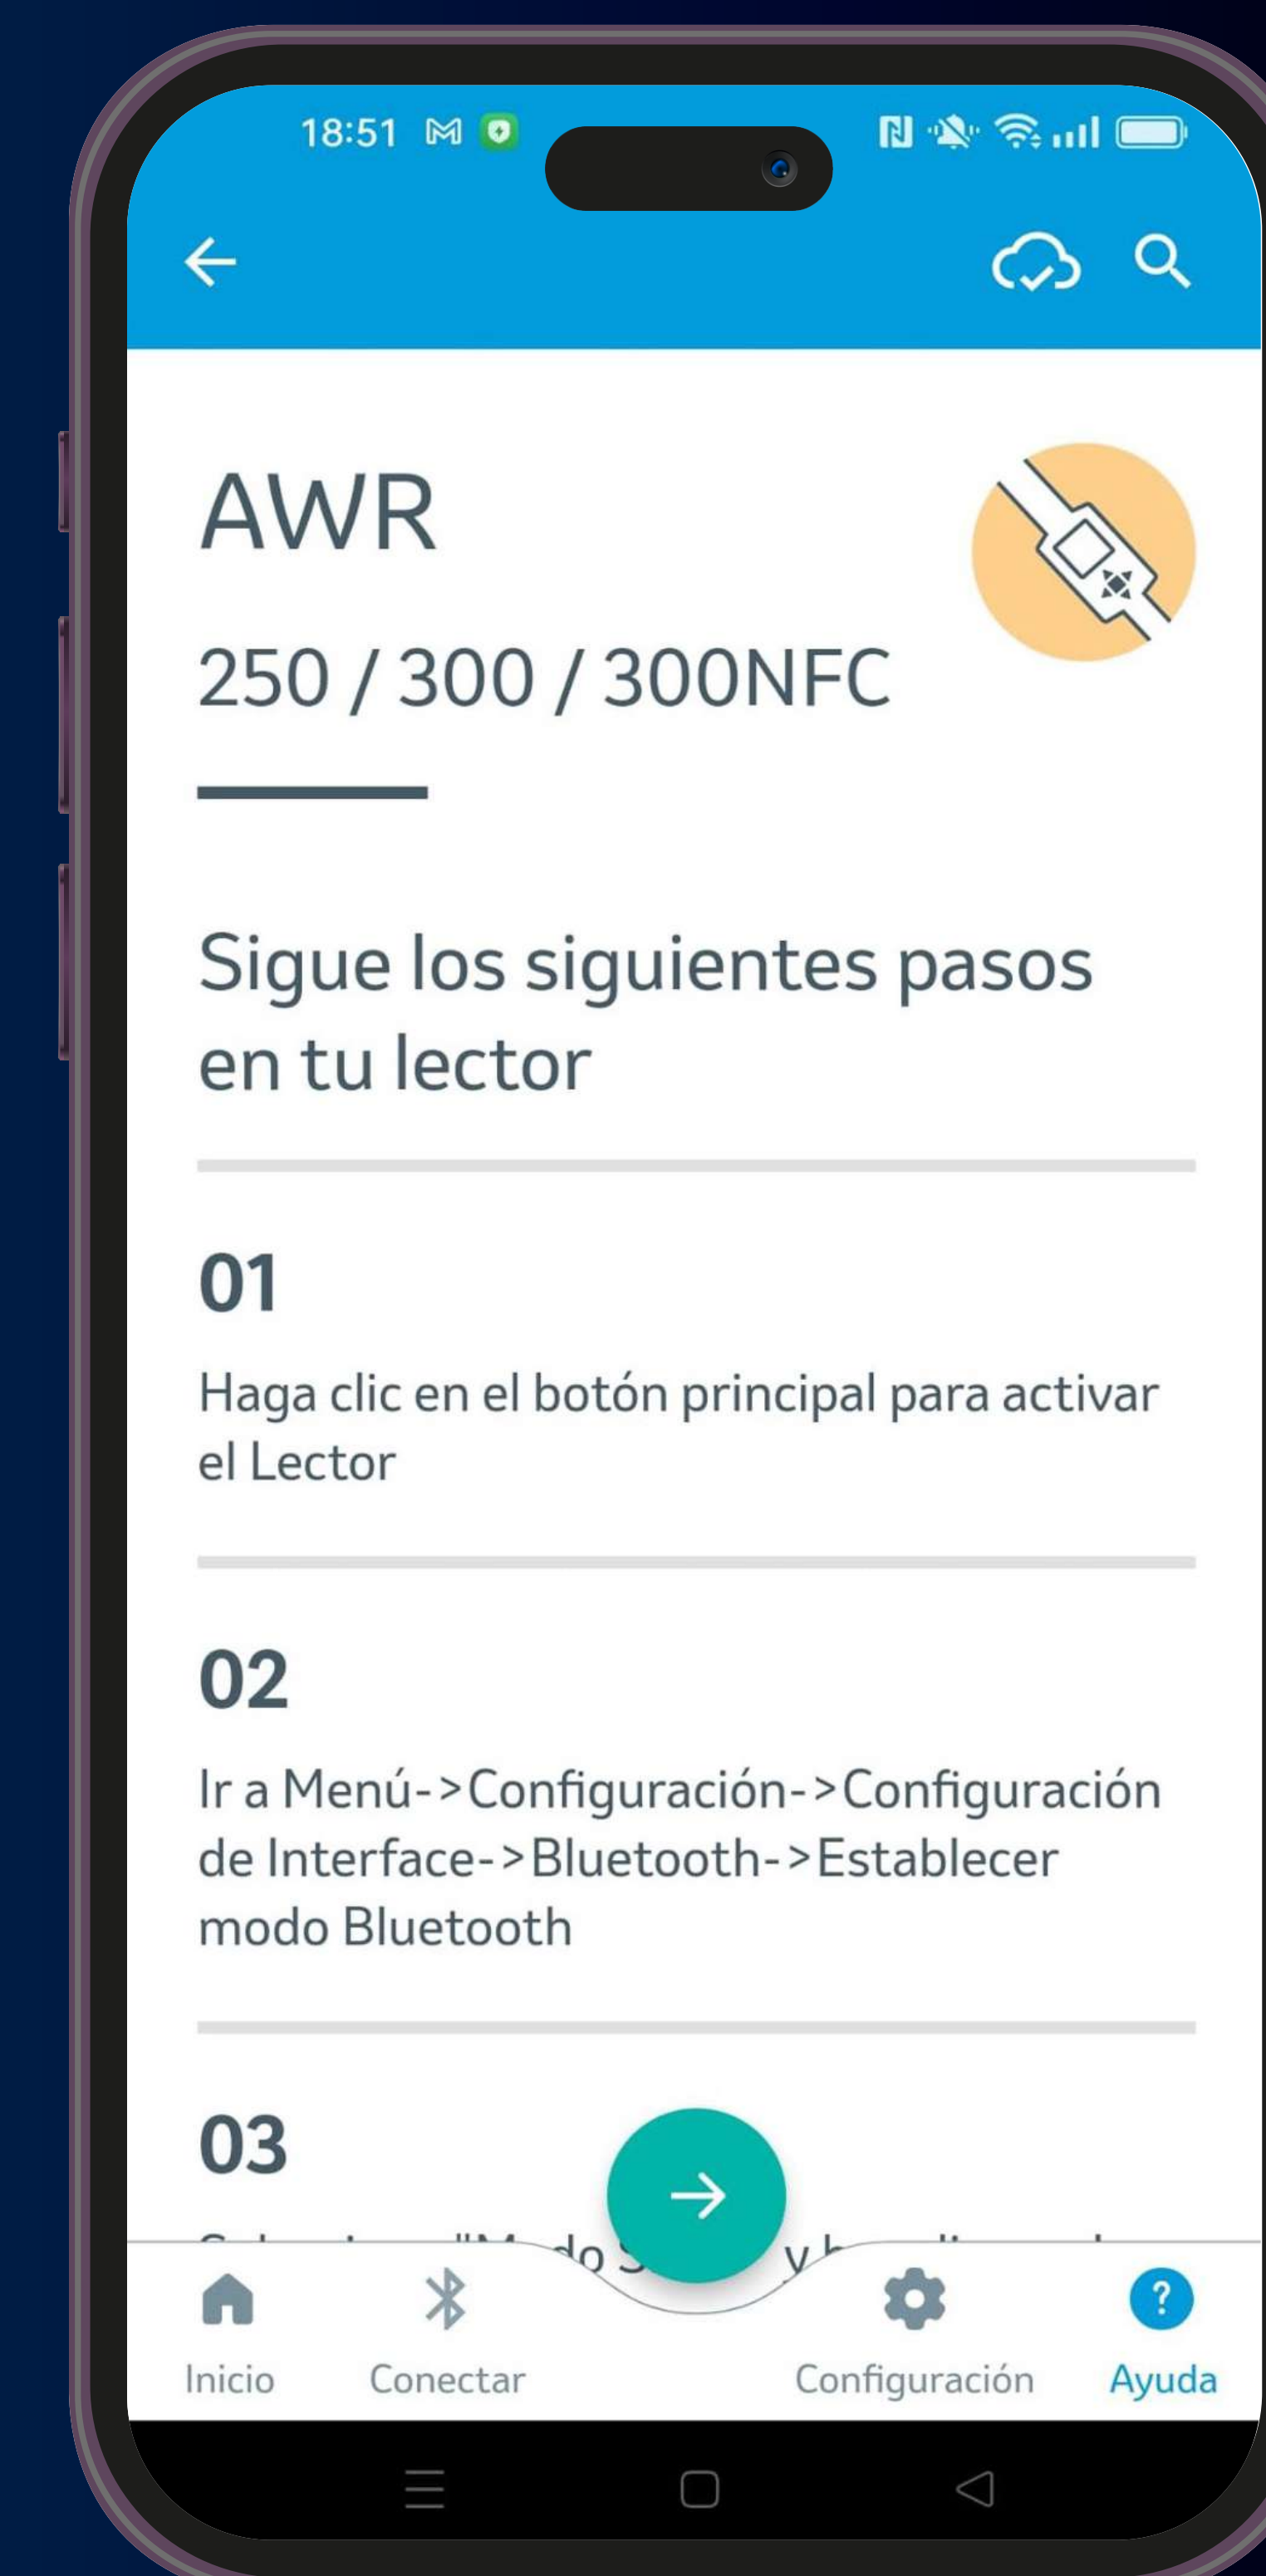 18:51
AWR
250 / 300 / 300NFC
Sigue los siguientes pasos
en tu lector
01
Haga clic en el botón principal para activar
el Lector
02
Ir a Menú->Configuración->Configuración
de Interface->Bluetooth->Establecer
modo Bluetooth
03
y
Inicio
Conectar
Configuración
Ayuda